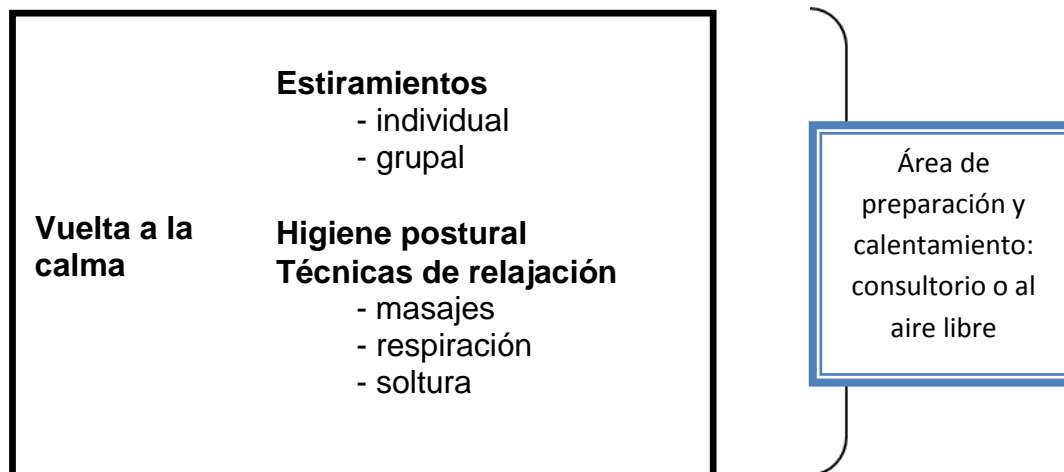 Estiramientos
- individual
- grupal
Vuelta a la
calma
Higiene postural
Técnicas de relajación
- masajes
- respiración
- soltura
Área de
preparación y
calentamiento:
consultorio o al
aire libre